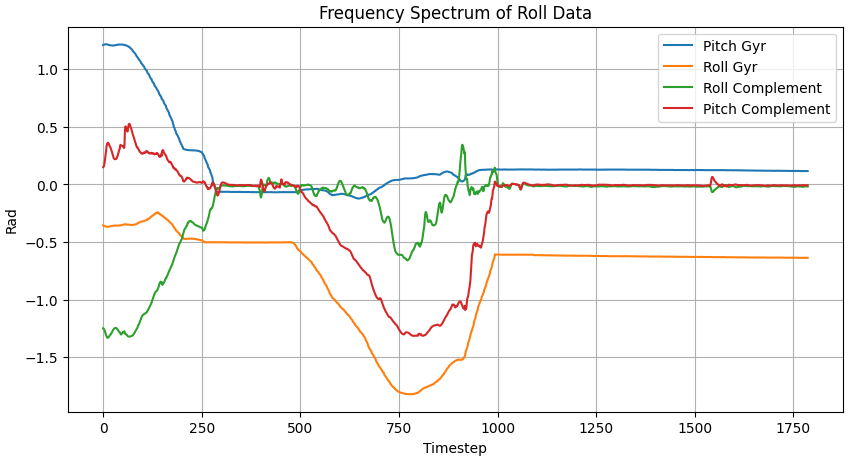 Frequency Spectrum of Roll Data
Pitch Gyr
Roll Gyr
Roll Complement
Pitch Complement
1.0
0.5
0.0
−0.5
−1.0
−1.5
Rad
0 250 500 750 1000 1250 1500 1750
Timestep